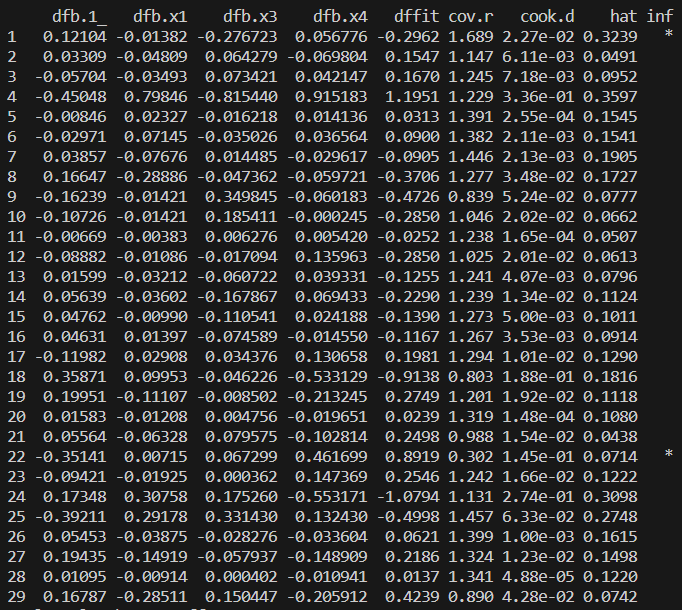 dfb.1_ dfb.x1 dfb.x3 dfb.x4 dffit cov.r cook.d hat inf
1 0.12104 -0.01382 -0.276723 0.056776 -0.2962 1.689 2.27e-02 0.3239 *
2 0.03309 -0.04809 0.064279 -0.069804 0.1547 1.147 6.11e-03 0.0491
3 -0.05704 -0.03493 0.073421 0.042147 0.1670 1.245 7.18e-03 0.0952
4 -0.45048 0.79846 -0.815440 0.915183 1.1951 1.229 3.36e-01 0.3597
5 -0.00846 0.02327 -0.016218 0.014136 0.0313 1.391 2.55e-04 0.1545
6 -0.02971 0.07145 -0.035026 0.036564 0.0900 1.382 2.11e-03 0.1541
7 0.03857 -0.07676 0.014485 -0.029617 -0.0905 1.446 2.13e-03 0.1905
8 0.16647 -0.28886 -0.047362 -0.059721 -0.3706 1.277 3.48e-02 0.1727
9 -0.16239 -0.01421 0.349845 -0.060183 -0.4726 0.839 5.24e-02 0.0777
10 -0.10726 -0.01421 0.185411 -0.000245 -0.2850 1.046 2.02e-02 0.0662
11 -0.00669 -0.00383 0.006276 0.005420 -0.0252 1.238 1.65e-04 0.0507
12 -0.08882 -0.01086 -0.017094 0.135963 -0.2850 1.025 2.01e-02 0.0613
13 0.01599 -0.03212 -0.060722 0.039331 -0.1255 1.241 4.07e-03 0.0796
14 0.05639 -0.03602 -0.167867 0.069433 -0.2290 1.239 1.34e-02 0.1124
15 0.04762 -0.00990 -0.110541 0.024188 -0.1390 1.273 5.00e-03 0.1011
16 0.04631 0.01397 -0.074589 -0.014550 -0.1167 1.267 3.53e-03 0.0914
17 -0.11982 0.02908 0.034376 0.130658 0.1981 1.294 1.01e-02 0.1290
18 0.35871 0.09953 -0.046226 -0.533129 -0.9138 0.803 1.88e-01 0.1816
19 0.19951 -0.11107 -0.008502 -0.213245 0.2749 1.201 1.92e-02 0.1118
20 0.01583 -0.01208 0.004756 -0.019651 0.0239 1.319 1.48e-04 0.1080
21 0.05564 -0.06328 0.079575 -0.102814 0.2498 0.988 1.54e-02 0.0438
22 -0.35141 0.00715 0.067299 0.461699 0.8919 0.302 1.45e-01 0.0714 *
23 -0.09421 -0.01925 0.000362 0.147369 0.2546 1.242 1.66e-02 0.1222
24 0.17348 0.30758 0.175260 -0.553171 -1.0794 1.131 2.74e-01 0.3098
25 -0.39211 0.29178 0.331430 0.132430 -0.4998 1.457 6.33e-02 0.2748
26 0.05453 -0.03875 -0.028276 -0.033604 0.0621 1.399 1.00e-03 0.1615
27 0.19435 -0.14919 -0.057937 -0.148909 0.2186 1.324 1.23e-02 0.1498
28 0.01095 -0.00914 0.000402 -0.010941 0.0137 1.341 4.88e-05 0.1220
29 0.16787 -0.28511 0.150447 -0.205912 0.4239 0.890 4.28e-02 0.0742